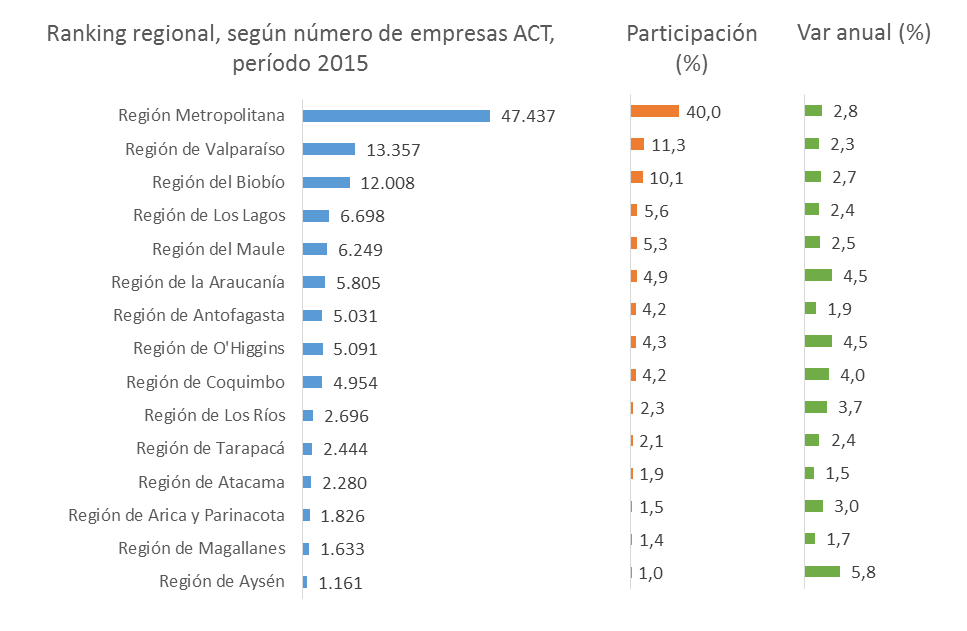 Ranking regional, según número de empresas ACT,
período 2015
Participación
(%)
Var anual (%)
Región Metropolitana 47.437 40,0 2,8
Región de Valparaíso 13.357 11,3 2,3
Región del Biobío 12.008 10,1 2,7
Región de Los Lagos 6.698 5,6 2,4
Región del Maule 6.249 5,3 2,5
Región de la Araucanía 5.805 4,9 4,5
Región de Antofagasta 5.031 4,2 1,9
Región de O'Higgins 5.091 4,3 4,5
Región de Coquimbo 4.954 4,2 4,0
Región de Los Ríos 2.696 2,3 3,7
Región de Tarapacá 2.444 2,1 2,4
Región de Atacama 2.280 1,9 1,5
Región de Arica y Parinacota 1.826 1,5 3,0
Región de Magallanes 1.633 1,4 1,7
Región de Aysén 1.161 1,0 5,8